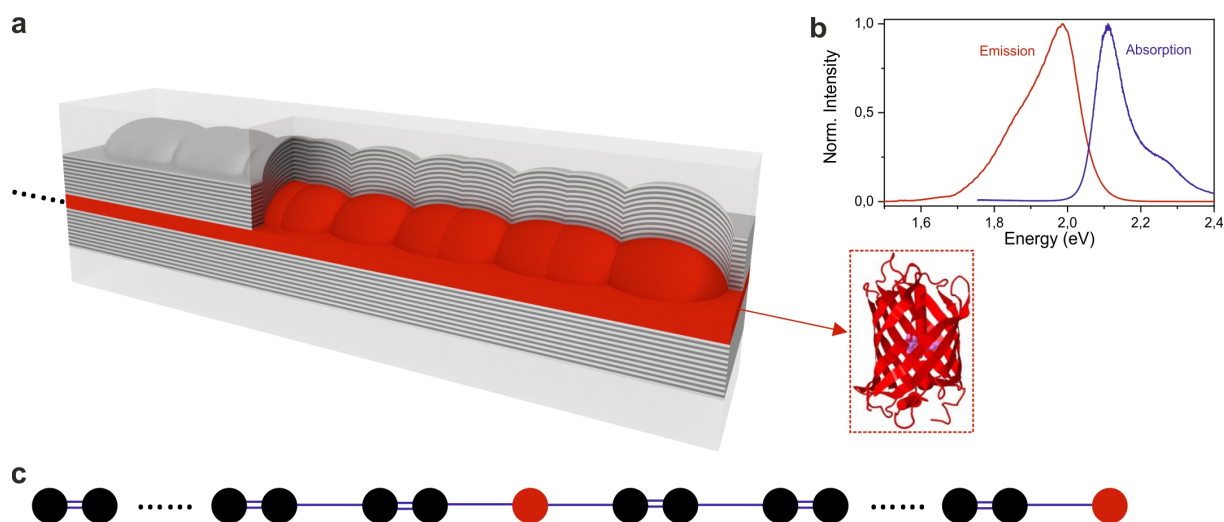 a
b
Norm. Intensity
1,0
0,5
0,0
Emission
Absorption
1,6
1,8
2,0
2,2
2,4
Energy (eV)
c